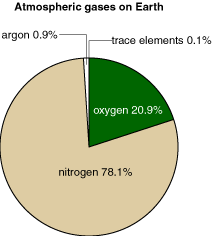 Atmospheric gases on Earth
argon 0.9%
trace elements 0.1%
oxygen 20.9%
nitrogen 78.1%